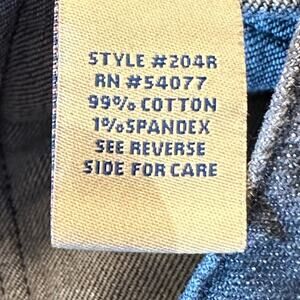 STYLE #204R
RN #54077
99% COTTON
1%SPANDEX
SEE REVERSE
SIDE FOR CARE